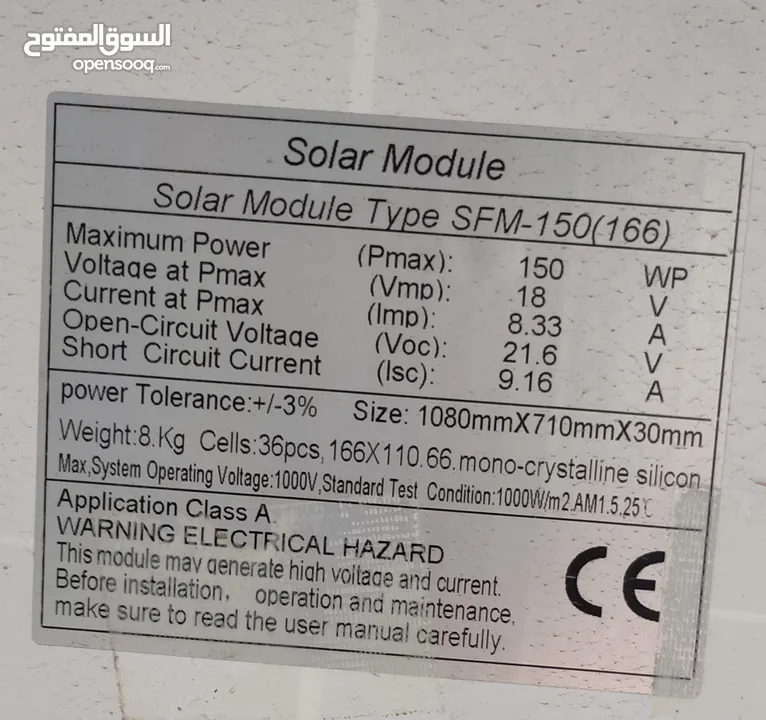 السوق المفتوح
opensooq.com
Solar Module
Solar Module Type SFM-150(166)
Maximum Power (Pmax): 150 WP
Voltage at Pmax (Vmp): 18 V
Current at Pmax (Imp): 8.33 A
Open-Circuit Voltage (Voc): 21.6 V
Short Circuit Current (Isc): 9.16 A
power Tolerance:+/-3% Size: 1080mmX710mmX30mm
Weight:8.Kg Cells:36pcs,166X110.66.mono-crystalline silicon
Max,System Operating Voltage:1000V,Standard Test Condition:1000W/m2.AM1.5,25℃
Application Class A
WARNING ELECTRICAL HAZARD
This module may generate high voltage and current.
Before installation, operation and maintenance,
make sure to read the user manual carefully.
CE